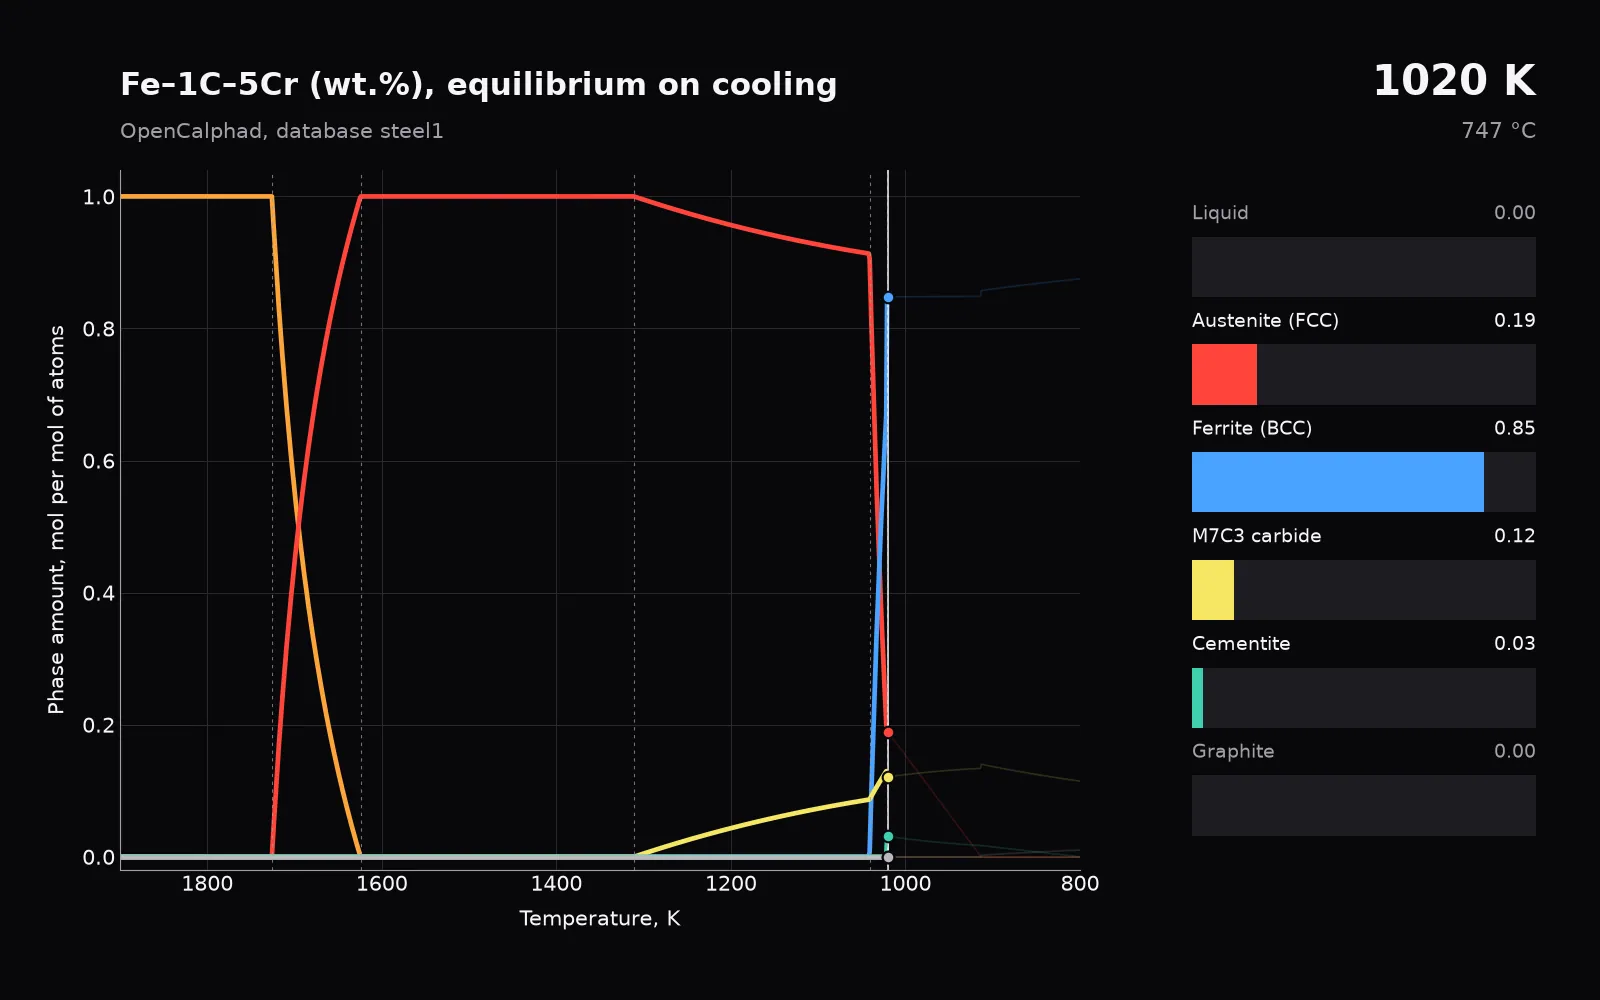 Fe–1C–5Cr (wt.%), equilibrium on cooling
OpenCalphad, database steel1
1020 K
747 °C
Phase amount, mol per mol of atoms
1.0
0.8
0.6
0.4
0.2
0.0
1800 1600 1400 1200 1000 800
Temperature, K
Liquid 0.00
Austenite (FCC) 0.19
Ferrite (BCC) 0.85
M7C3 carbide 0.12
Cementite 0.03
Graphite 0.00